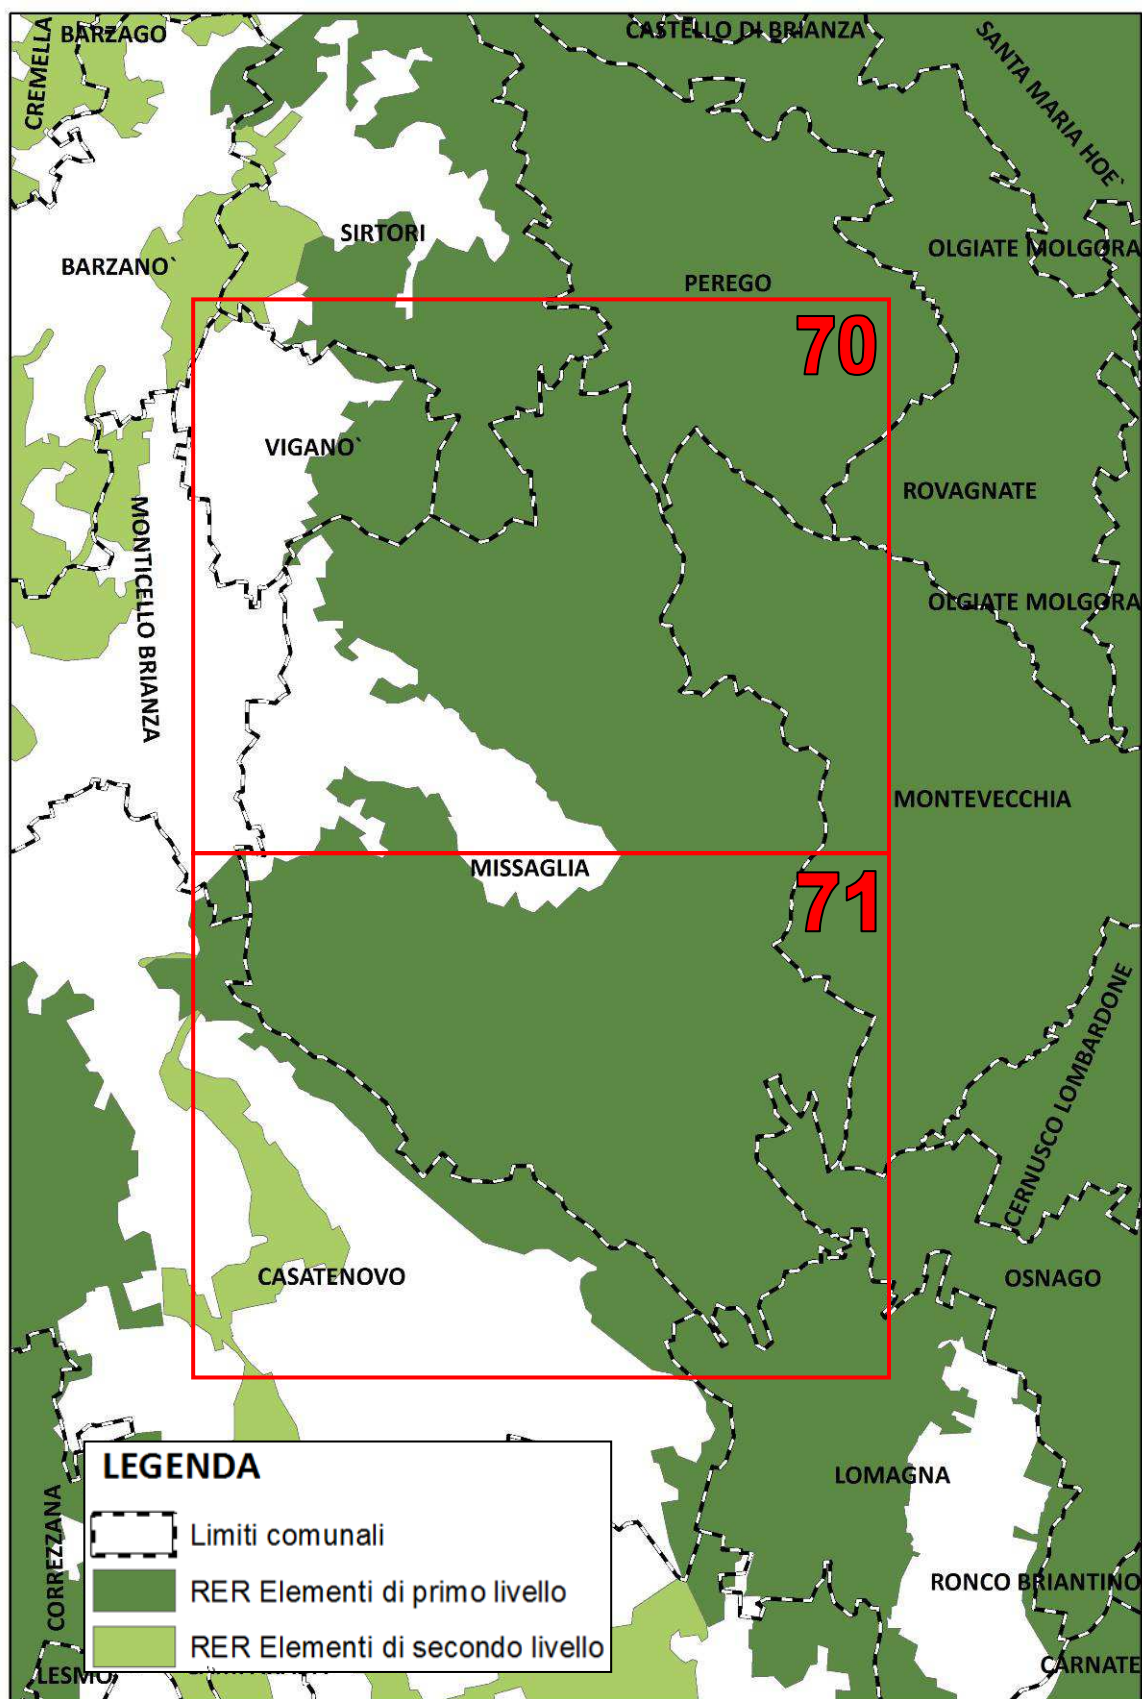 CREMELLA
BARZAGO
CASTELLO DI BRIANZA
SANTA MARIA HOE`
SIRTORI
OLGIATE MOLGORA
BARZANO`
PEREGO
70
VIGANO`
ROVAGNATE
MONTICELLO BRIANZA
OLGIATE MOLGORA
MONTEVECCHIA
MISSAGLIA
71
CERNUSCO LOMBARDONE
CASATENOVO
OSNAGO
LOMAGNA
CORREZZANA
RONCO BRIANTINO
CARNATE
LESMO
LEGENDA
Limiti comunali
RER Elementi di primo livello
RER Elementi di secondo livello